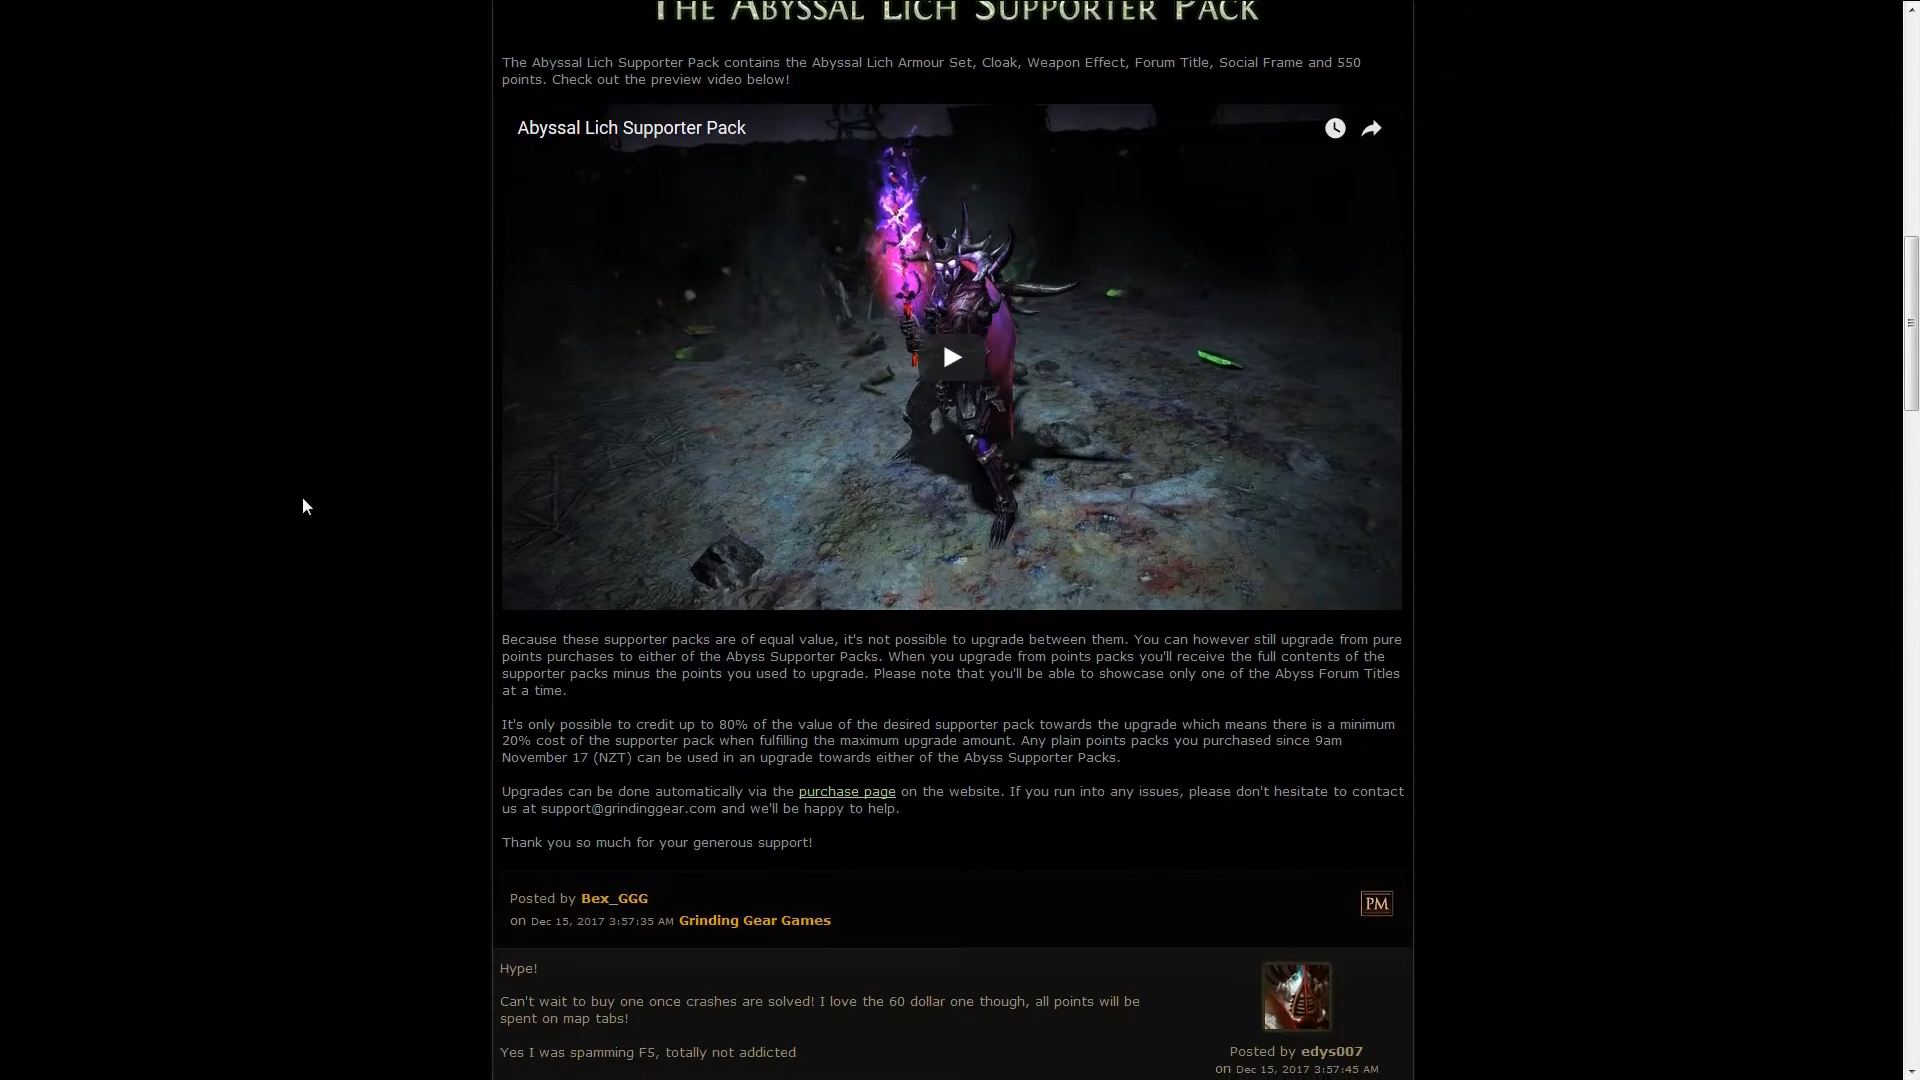 The Abyssal Lich Supporter Pack
The Abyssal Lich Supporter Pack contains the Abyssal Lich Armour Set, Cloak, Weapon Effect, Forum Title, Social Frame and 550
points. Check out the preview video below!
Abyssal Lich Supporter Pack
Because these supporter packs are of equal value, it's not possible to upgrade between them. You can however still upgrade from pure
points purchases to either of the Abyss Supporter Packs. When you upgrade from points packs you'll receive the full contents of the
supporter packs minus the points you used to upgrade. Please note that you'll be able to showcase only one of the Abyss Forum Titles
at a time.
It's only possible to credit up to 80% of the value of the desired supporter pack towards the upgrade which means there is a minimum
20% cost of the supporter pack when fulfilling the maximum upgrade amount. Any plain points packs you purchased since 9am
November 17 (NZT) can be used in an upgrade towards either of the Abyss Supporter Packs.
Upgrades can be done automatically via the purchase page on the website. If you run into any issues, please don't hesitate to contact
us at support@grindinggear.com and we'll be happy to help.
Thank you so much for your generous support!
Posted by Bex_GGG
on Dec 15, 2017 3:57:35 AM Grinding Gear Games
PM
Hype!
Can't wait to buy one once crashes are solved! I love the 60 dollar one though, all points will be
spent on map tabs!
Yes I was spamming F5, totally not addicted
Posted by edys007
on Dec 15, 2017 3:57:45 AM